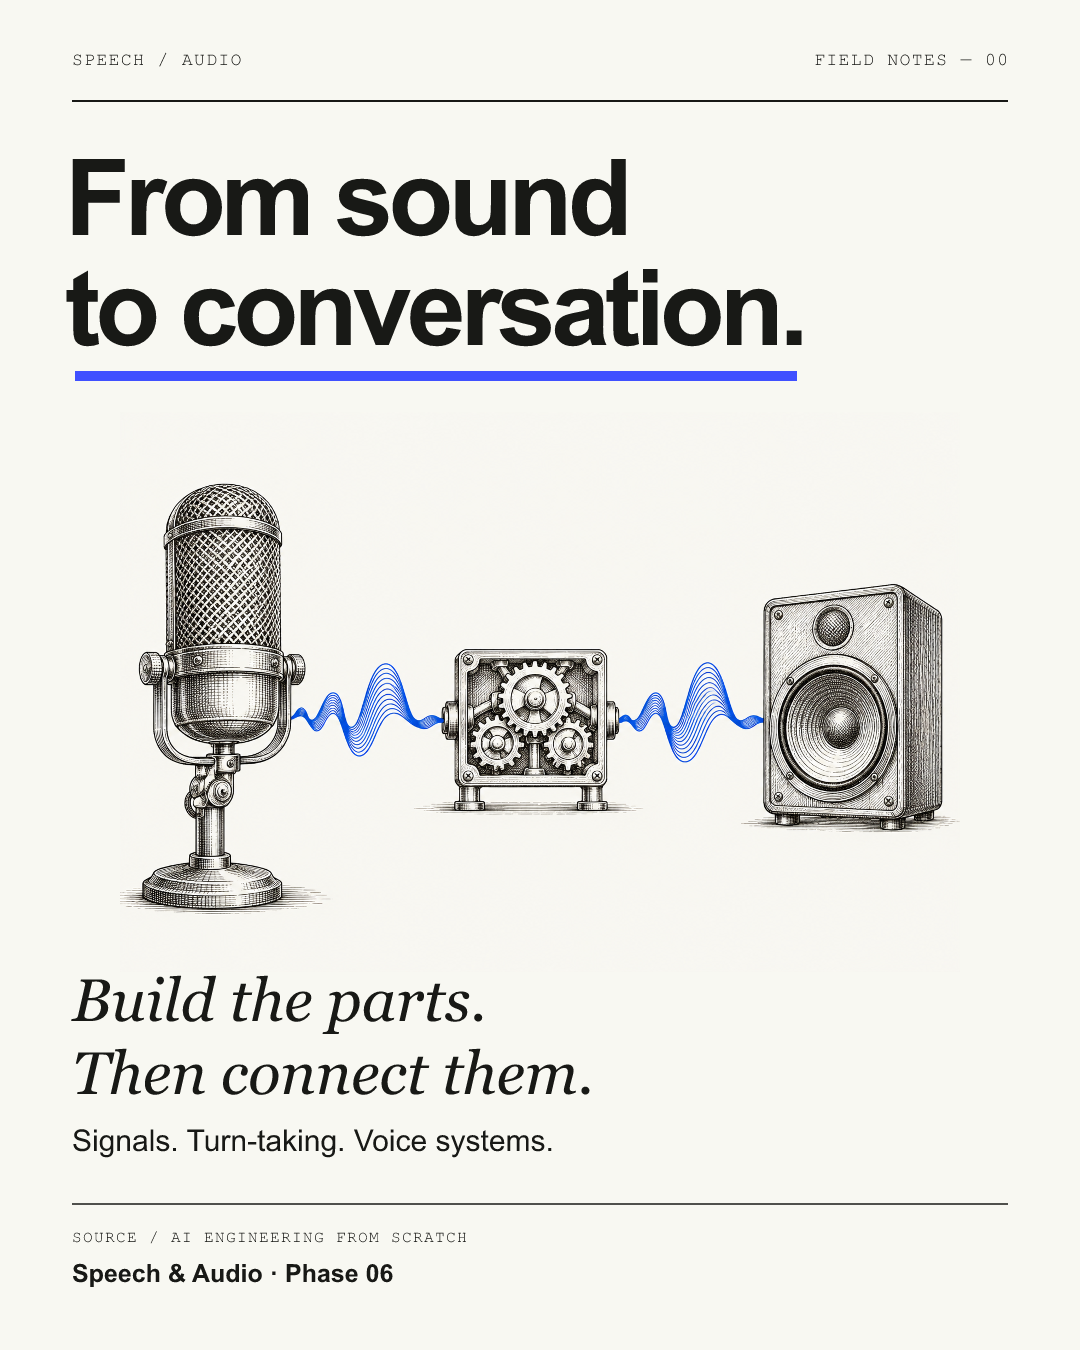 SPEECH / AUDIO
FIELD NOTES — 00
From sound
to conversation.
Build the parts.
Then connect them.
Signals. Turn-taking. Voice systems.
SOURCE / AI ENGINEERING FROM SCRATCH
Speech & Audio · Phase 06